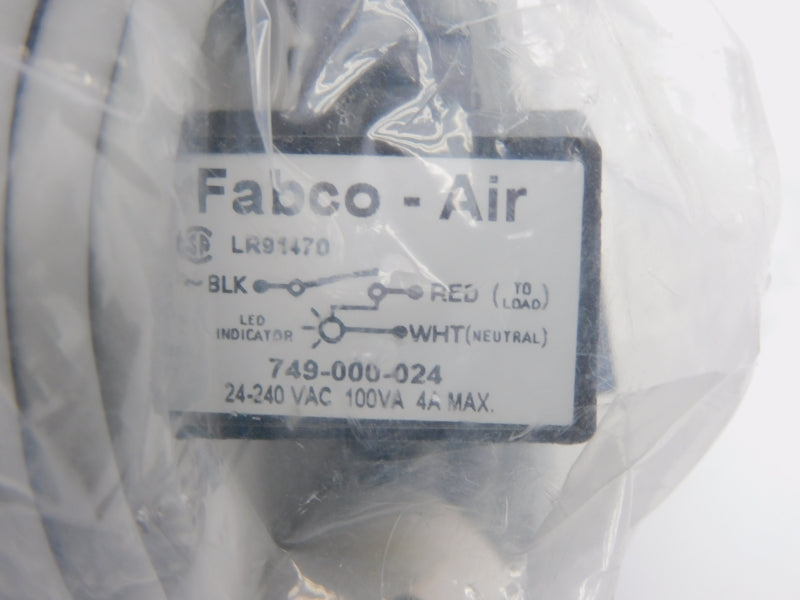 Fabco - Air
SA LR91470
~ BLK RED (TO LOAD)
LED INDICATOR WHT (NEUTRAL)
749-000-024
24-240 VAC 100VA 4A MAX.